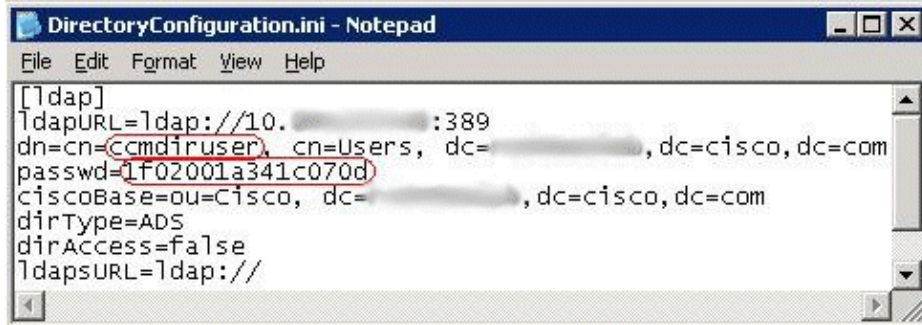 DirectoryConfiguration.ini - Notepad
File Edit Format View Help
[ldap]
ldapURL=ldap://10. :389
dn=cn=ccmdiruser, cn=Users, dc= ,dc=cisco,dc=com
passwd=1f02001a341c070d
ciscoBase=ou=Cisco, dc= ,dc=cisco,dc=com
dirType=ADS
dirAccess=false
ldapsURL=ldap://